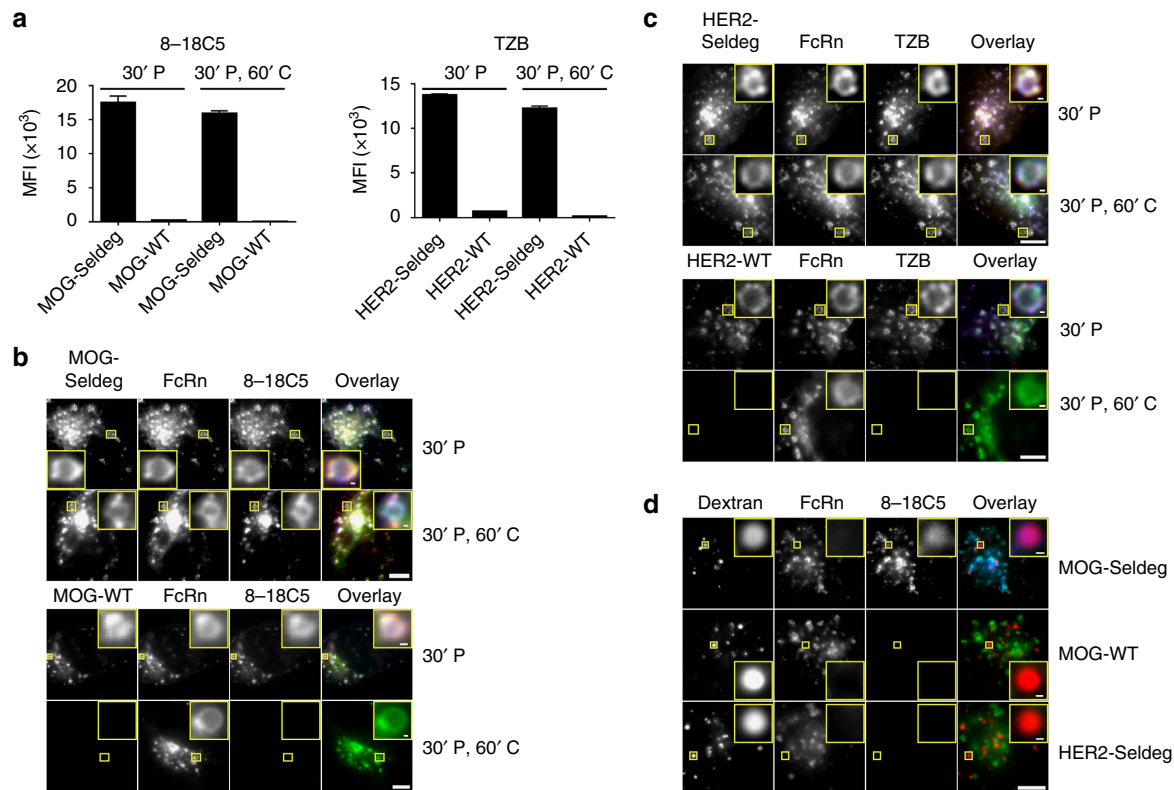 a
8–18C5
30′ P
30′ P, 60′ C
MFI (×10³)
20
15
10
5
0
MOG-Seldeg
MOG-WT
MOG-Seldeg
MOG-WT
TZB
30′ P
30′ P, 60′ C
MFI (×10³)
15
10
5
0
HER2-Seldeg
HER2-WT
HER2-Seldeg
HER2-WT
b
MOG-
Seldeg FcRn 8–18C5 Overlay
30′ P
30′ P, 60′ C
MOG-WT FcRn 8–18C5 Overlay
30′ P
30′ P, 60′ C
c
HER2-
Seldeg FcRn TZB Overlay
30′ P
30′ P, 60′ C
HER2-WT FcRn TZB Overlay
30′ P
30′ P, 60′ C
d
Dextran FcRn 8–18C5 Overlay
MOG-Seldeg
MOG-WT
HER2-Seldeg